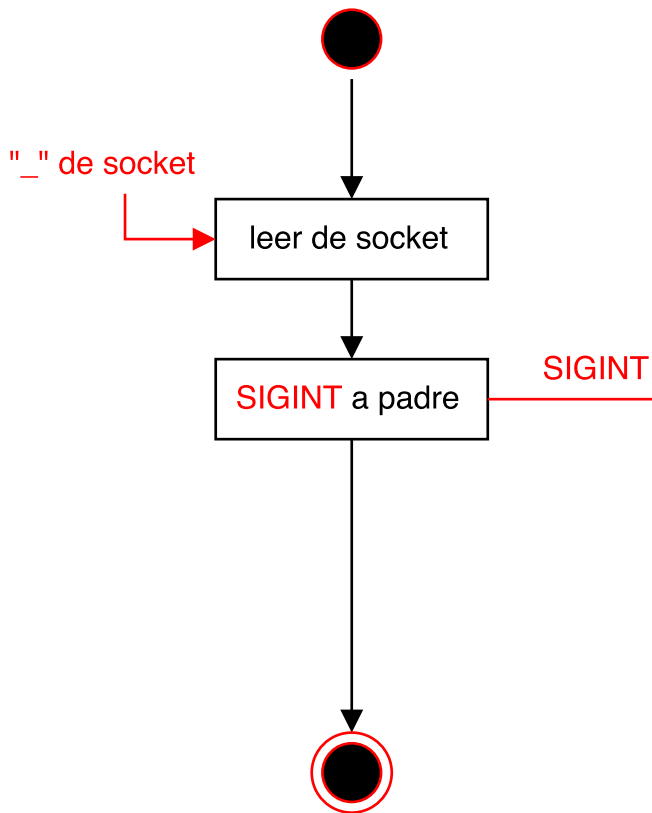 "_" de socket
leer de socket
SIGINT
SIGINT a padre